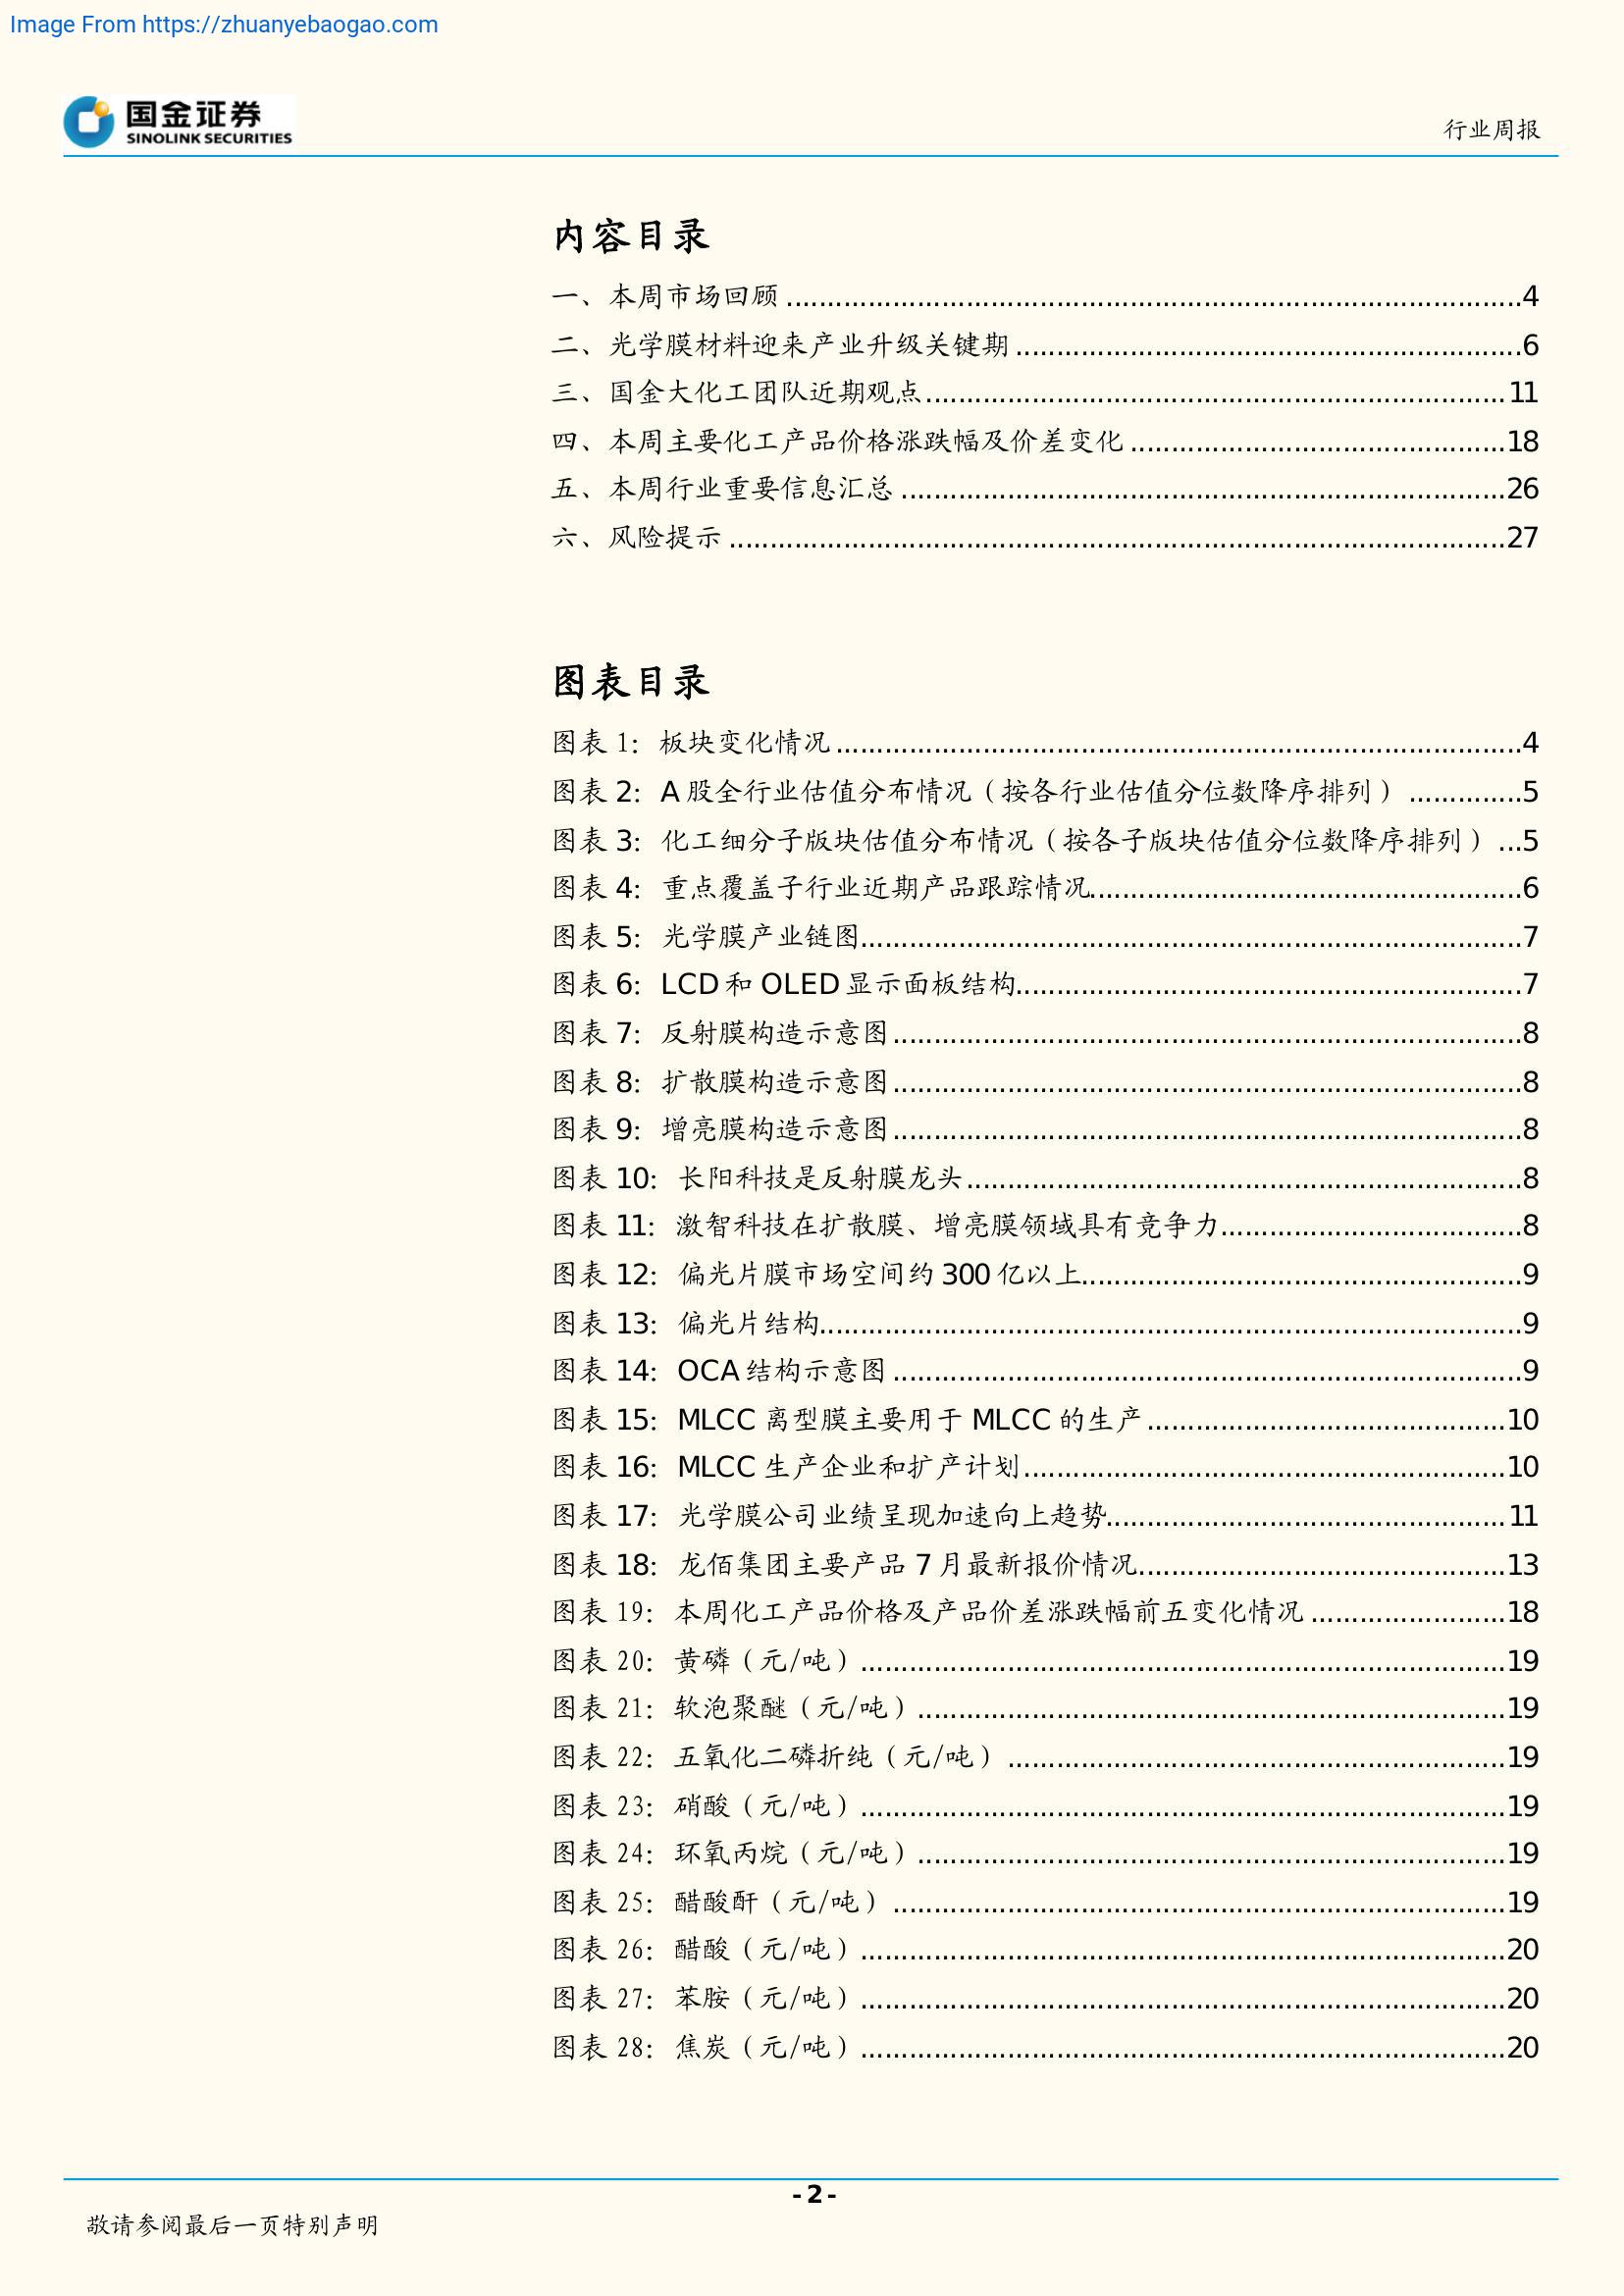 Image From https://zhuanyebaogao.com
国金证券
SINOLINK SECURITIES
行业周报
内容目录
一、本周市场回顾 ........................................................................................4
二、光学膜材料迎来产业升级关键期 .............................................................6
三、国金大化工团队近期观点 ...................................................................... 11
四、本周主要化工产品价格涨跌幅及价差变化 .............................................18
五、本周行业重要信息汇总 .........................................................................26
六、风险提示 ..............................................................................................27
图表目录
图表 1：板块变化情况 ...................................................................................4
图表 2：A 股全行业估值分布情况（按各行业估值分位数降序排列） ..............5
图表 3：化工细分子版块估值分布情况（按各子版块估值分位数降序排列） ...5
图表 4：重点覆盖子行业近期产品跟踪情况....................................................6
图表 5：光学膜产业链图................................................................................7
图表 6：LCD 和 OLED 显示面板结构.............................................................7
图表 7：反射膜构造示意图 ............................................................................8
图表 8：扩散膜构造示意图 ............................................................................8
图表 9：增亮膜构造示意图 ............................................................................8
图表 10：长阳科技是反射膜龙头 ...................................................................8
图表 11：激智科技在扩散膜、增亮膜领域具有竞争力....................................8
图表 12：偏光片膜市场空间约 300 亿以上.....................................................9
图表 13：偏光片结构.....................................................................................9
图表 14：OCA 结构示意图 ............................................................................9
图表 15：MLCC 离型膜主要用于 MLCC 的生产 ...........................................10
图表 16：MLCC 生产企业和扩产计划..........................................................10
图表 17：光学膜公司业绩呈现加速向上趋势................................................ 11
图表 18：龙佰集团主要产品 7 月最新报价情况............................................13
图表 19：本周化工产品价格及产品价差涨跌幅前五变化情况 ........................18
图表 20：黄磷（元/吨）..............................................................................19
图表 21：软泡聚醚（元/吨）.......................................................................19
图表 22：五氧化二磷折纯（元/吨） ............................................................19
图表 23：硝酸（元/吨）..............................................................................19
图表 24：环氧丙烷（元/吨）.......................................................................19
图表 25：醋酸酐（元/吨） ..........................................................................19
图表 26：醋酸（元/吨）..............................................................................20
图表 27：苯胺（元/吨）..............................................................................20
图表 28：焦炭（元/吨）..............................................................................20
- 2 -
敬请参阅最后一页特别声明